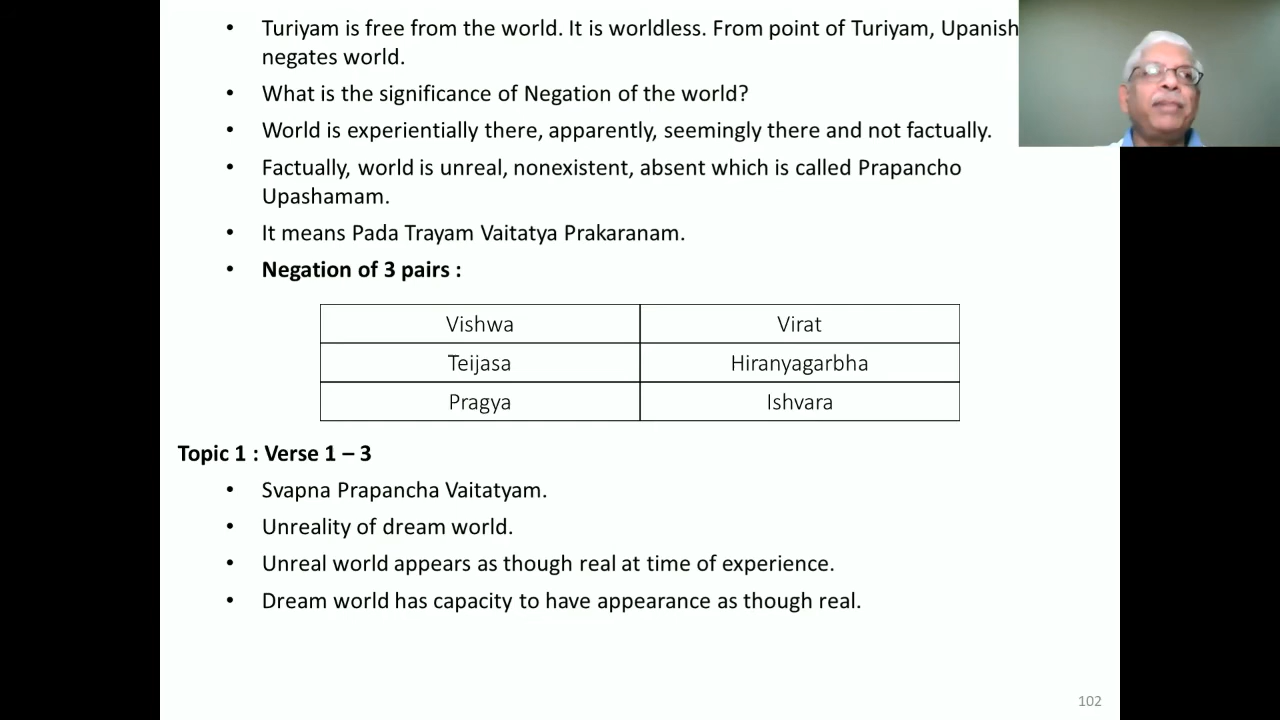 • Turiyam is free from the world. It is worldless. From point of Turiyam, Upanish
negates world.
• What is the significance of Negation of the world?
• World is experientially there, apparently, seemingly there and not factually.
• Factually, world is unreal, nonexistent, absent which is called Prapancho
Upashamam.
• It means Pada Trayam Vaitatya Prakaranam.
• Negation of 3 pairs :
Vishwa Virat
Teijasa Hiranyagarbha
Pragya Ishvara
Topic 1 : Verse 1 – 3
• Svapna Prapancha Vaitatyam.
• Unreality of dream world.
• Unreal world appears as though real at time of experience.
• Dream world has capacity to have appearance as though real.
102